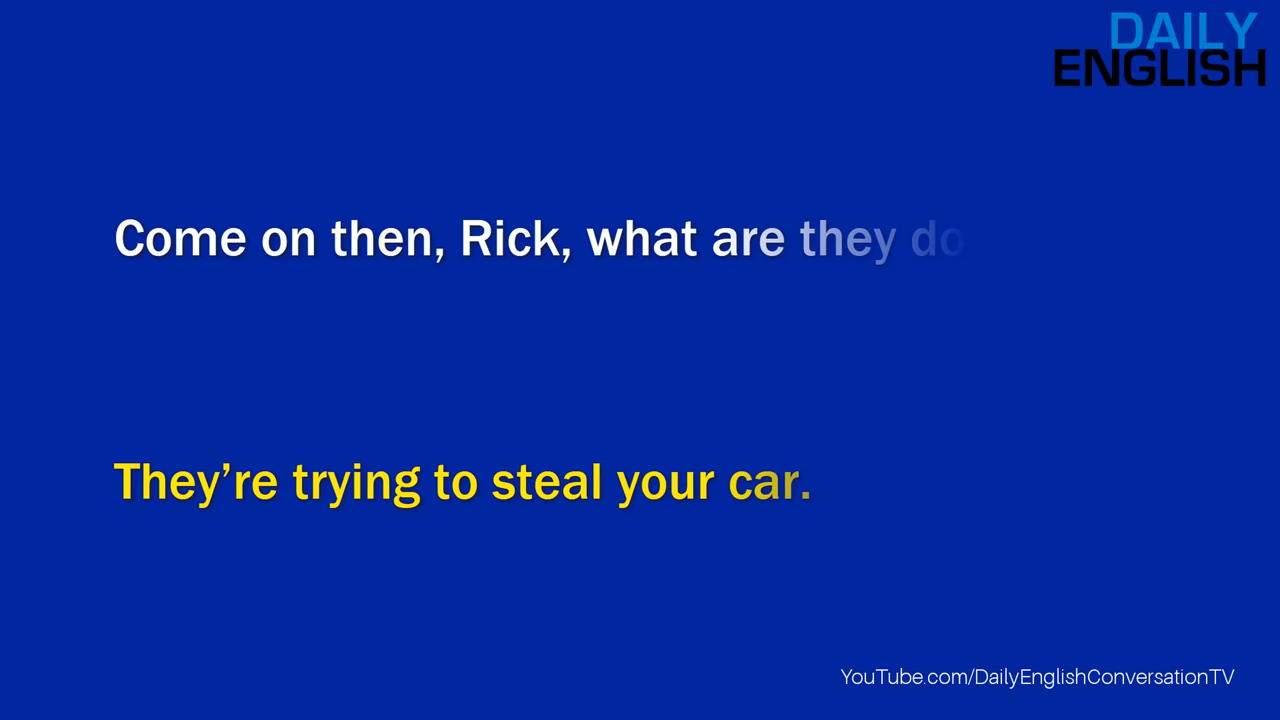 DAILY
ENGLISH
Come on then, Rick, what are they do
They’re trying to steal your car.
YouTube.com/DailyEnglishConversationTV